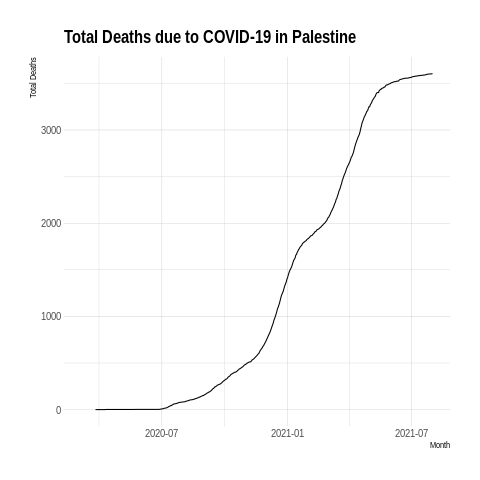 Total Deaths due to COVID-19 in Palestine
Total Deaths
3000
2000
1000
0
2020-07
2021-01
2021-07
Month